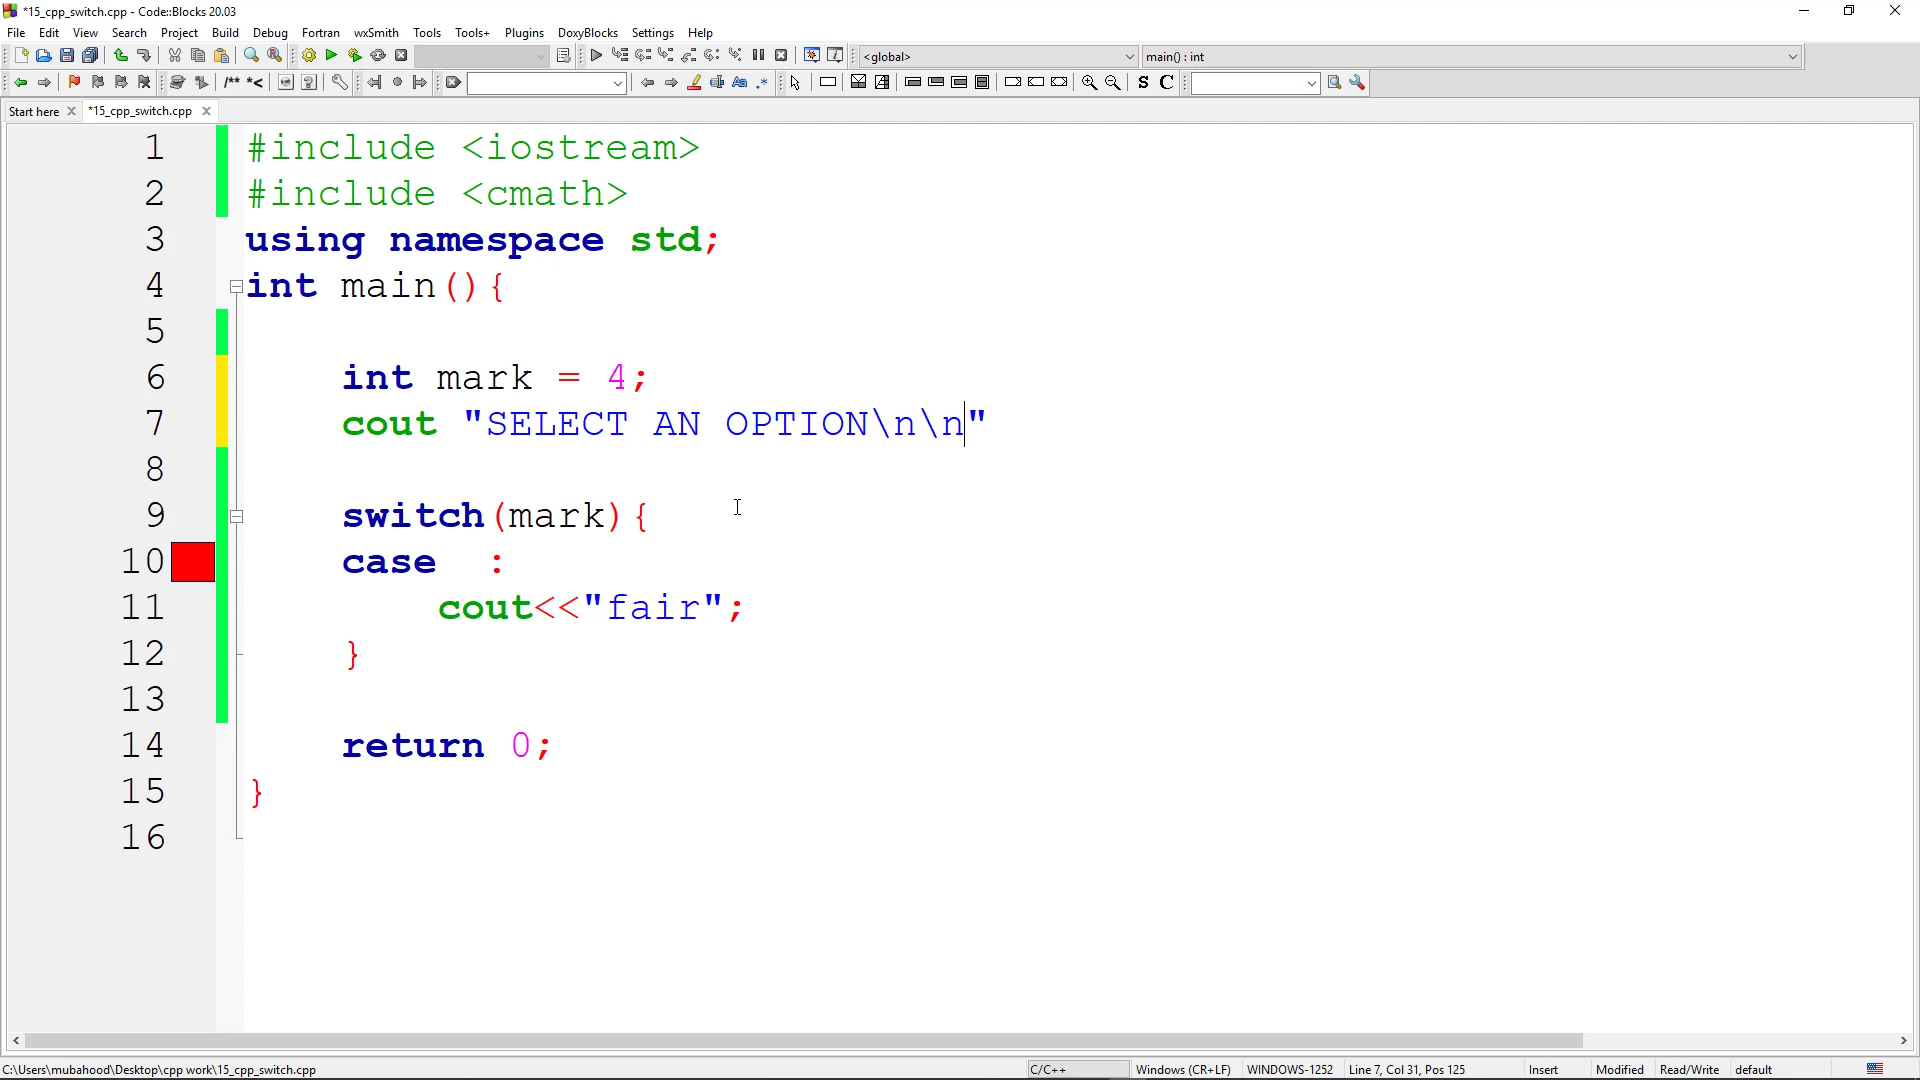 *15_cpp_switch.cpp - Code::Blocks 20.03
File Edit View Search Project Build Debug Fortran wxSmith Tools Tools+ Plugins DoxyBlocks Settings Help
<global> main() : int
/** *< Aa .* S C
Start here *15_cpp_switch.cpp
1 #include <iostream>
2 #include <cmath>
3 using namespace std;
4 int main(){
5
6 int mark = 4;
7 cout "SELECT AN OPTION\n\n"
8
9 switch(mark){
10 case  :
11 cout<<"fair";
12 }
13
14 return 0;
15 }
16
C:\Users\mubahood\Desktop\cpp work\15_cpp_switch.cpp C/C++ Windows (CR+LF) WINDOWS-1252 Line 7, Col 31, Pos 125 Insert Modified Read/Write default